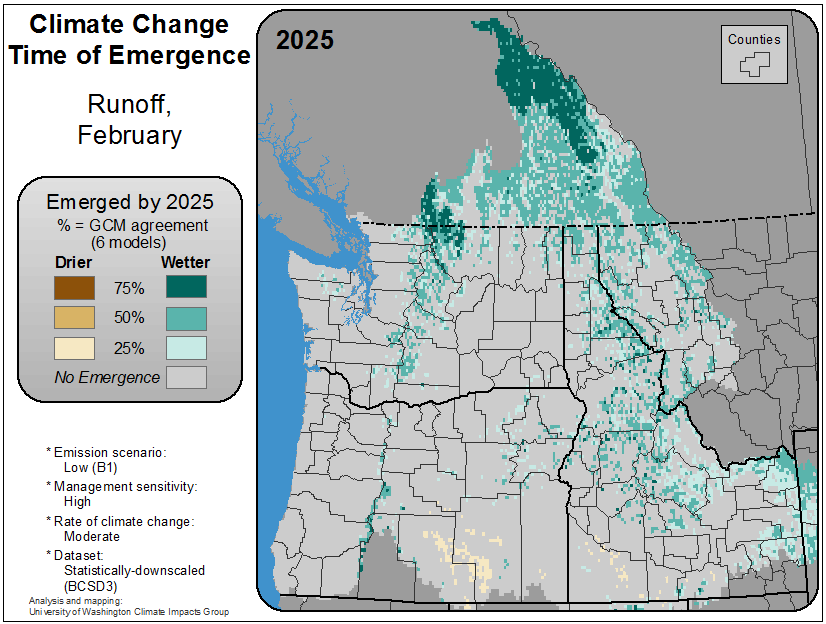 Climate Change
Time of Emergence
Runoff,
February
Emerged by 2025
% = GCM agreement
(6 models)
Drier Wetter
75%
50%
25%
No Emergence
* Emission scenario:
Low (B1)
* Management sensitivity:
High
* Rate of climate change:
Moderate
* Dataset:
Statistically-downscaled
(BCSD3)
Analysis and mapping:
University of Washington Climate Impacts Group
2025
Counties